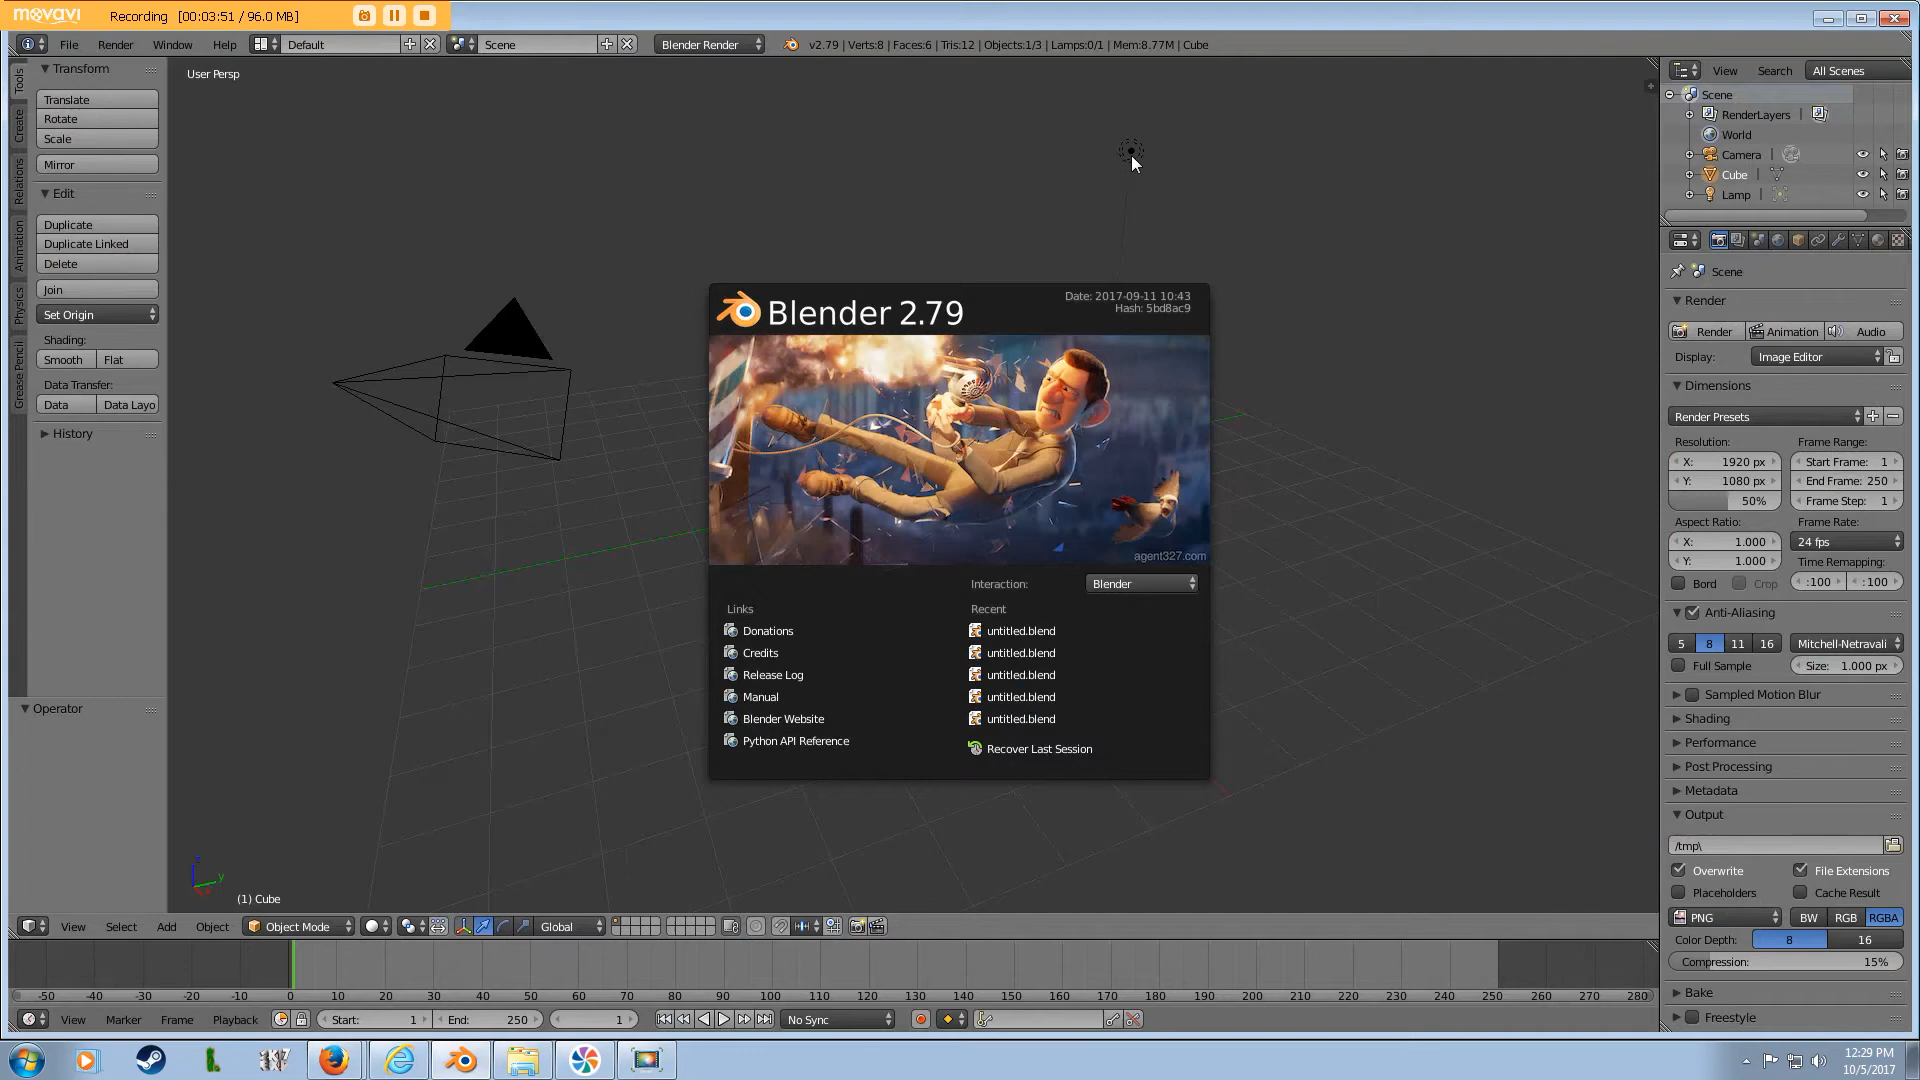 movavi Recording [00:03:51 / 96.0 MB]
File Render Window Help Default Scene Blender Render v2.79 | Verts:8 | Faces:6 | Tris:12 | Objects:1/3 | Lamps:0/1 | Mem:8.77M | Cube
Tools
Create
Relations
Animation
Physics
Grease Pencil
Transform
Translate
Rotate
Scale
Mirror
Edit
Duplicate
Duplicate Linked
Delete
Join
Set Origin
Shading:
Smooth Flat
Data Transfer:
Data Data Layo
History
Operator
User Persp
Blender 2.79
Date: 2017-09-11 10:43
Hash: 5bd8ac9
agent327.com
Interaction: Blender
Links
Donations
Credits
Release Log
Manual
Blender Website
Python API Reference
Recent
untitled.blend
untitled.blend
untitled.blend
untitled.blend
untitled.blend
Recover Last Session
z
y
(1) Cube
View Select Add Object Object Mode Global
-50 -40 -30 -20 -10 0 10 20 30 40 50 60 70 80 90 100 110 120 130 140 150 160 170 180 190 200 210 220 230 240 250 260 270 280
View Marker Frame Playback Start: 1 End: 250 1 No Sync
View Search All Scenes
Scene
RenderLayers
World
Camera
Cube
Lamp
Scene
Render
Render Animation Audio
Display: Image Editor
Dimensions
Render Presets
Resolution: Frame Range:
X: 1920 px Start Frame: 1
Y: 1080 px End Frame: 250
50% Frame Step: 1
Aspect Ratio: Frame Rate:
X: 1.000 24 fps
Y: 1.000 Time Remapping:
Bord Crop :100 :100
Anti-Aliasing
5 8 11 16 Mitchell-Netravali
Full Sample Size: 1.000 px
Sampled Motion Blur
Shading
Performance
Post Processing
Metadata
Output
/tmp\
Overwrite File Extensions
Placeholders Cache Result
PNG BW RGB RGBA
Color Depth: 8 16
Compression: 15%
Bake
Freestyle
12:29 PM
10/5/2017